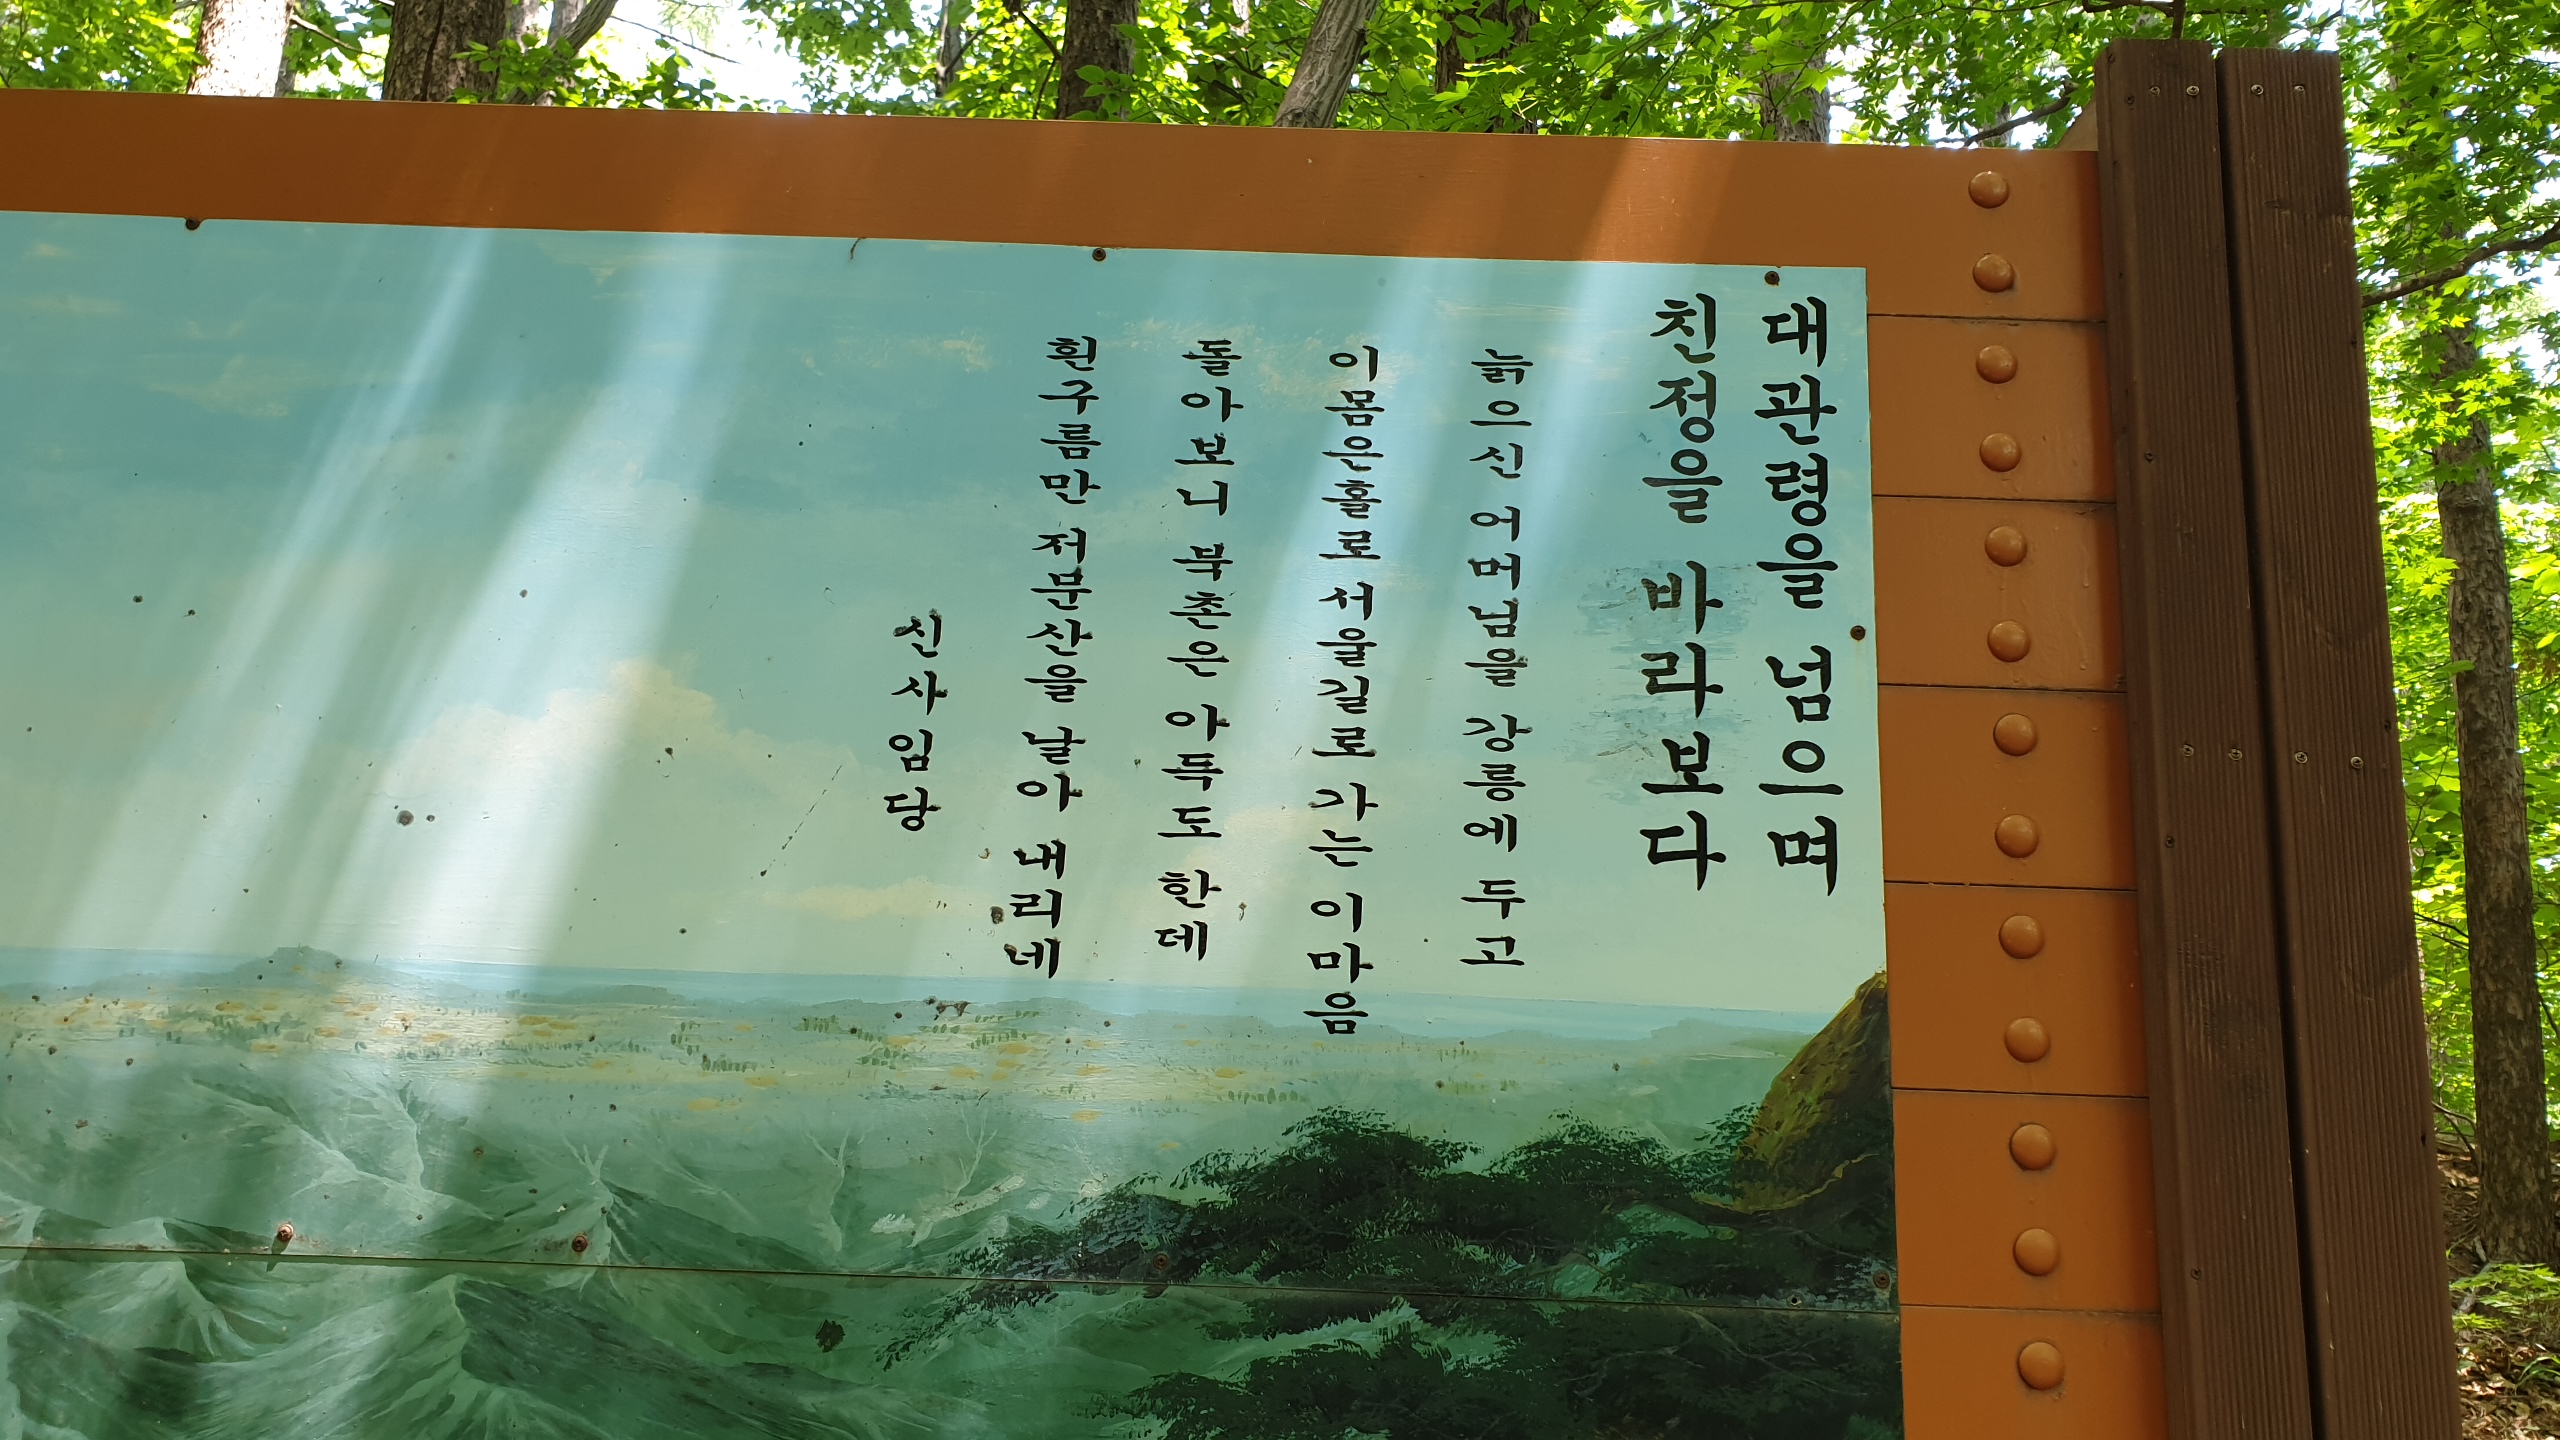 대관령을 넘으며
친정을 바라보다
늙으신 어머님을 강릉에 두고
이몸은홀로 서울길로 가는 이마음
돌아보니 북촌은 아득도 한데
흰구름만 저문산을 날아 내리네
신사임당